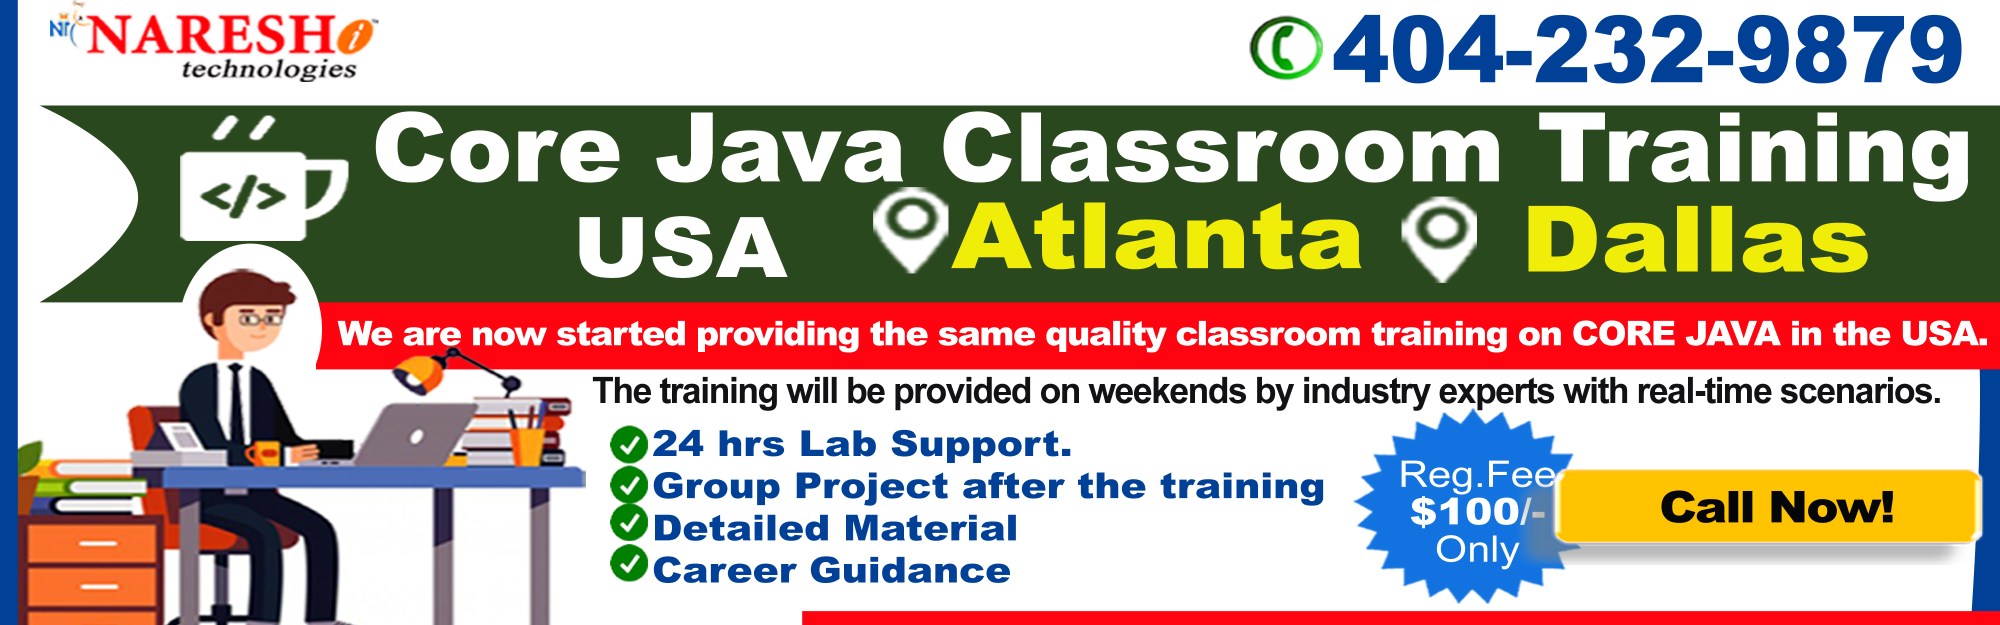 NT NARESH i ™
technologies
404-232-9879
</>
Core Java Classroom Training
USA Atlanta Dallas
We are now started providing the same quality classroom training on CORE JAVA in the USA.
The training will be provided on weekends by industry experts with real-time scenarios.
24 hrs Lab Support.
Group Project after the training
Detailed Material
Career Guidance
Reg.Fee
$100/-
Only
Call Now!